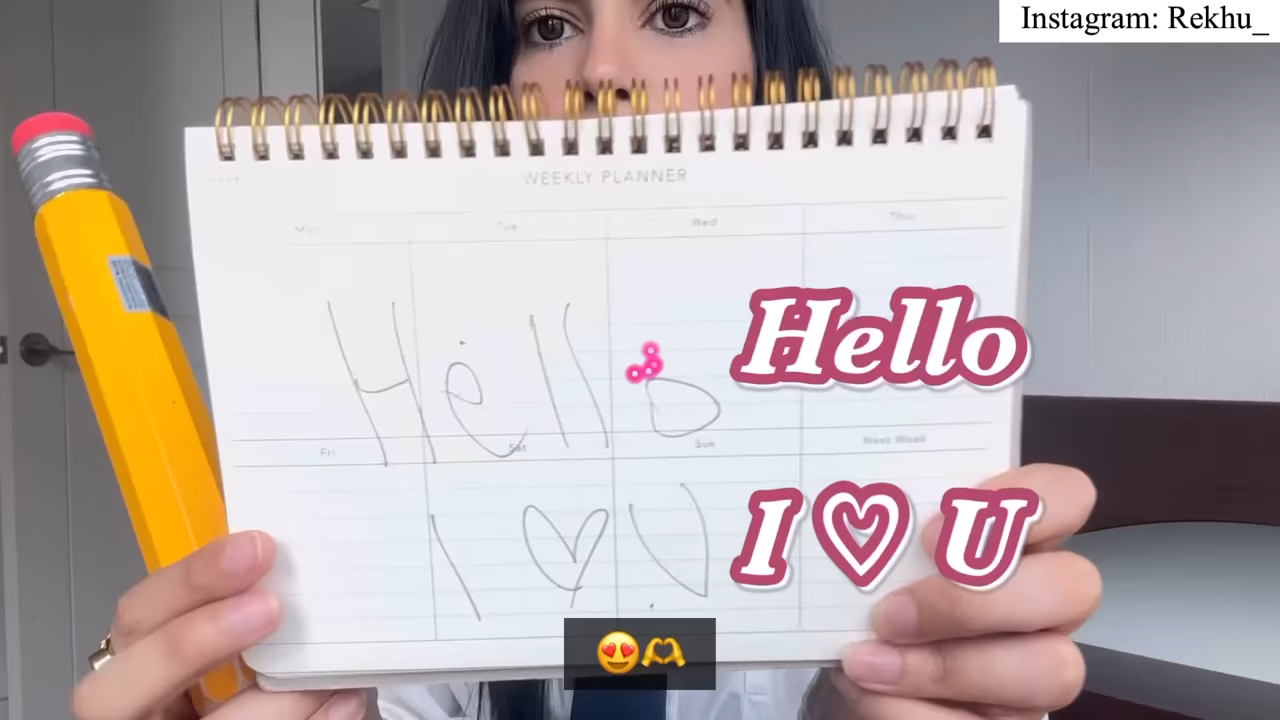 Instagram: Rekhu_
WEEKLY PLANNER
Mon Tue Wed Thur
Hello
Hello
Fri Sat Sun Next Week
I ♡ U
I ♡ U
😍🫶